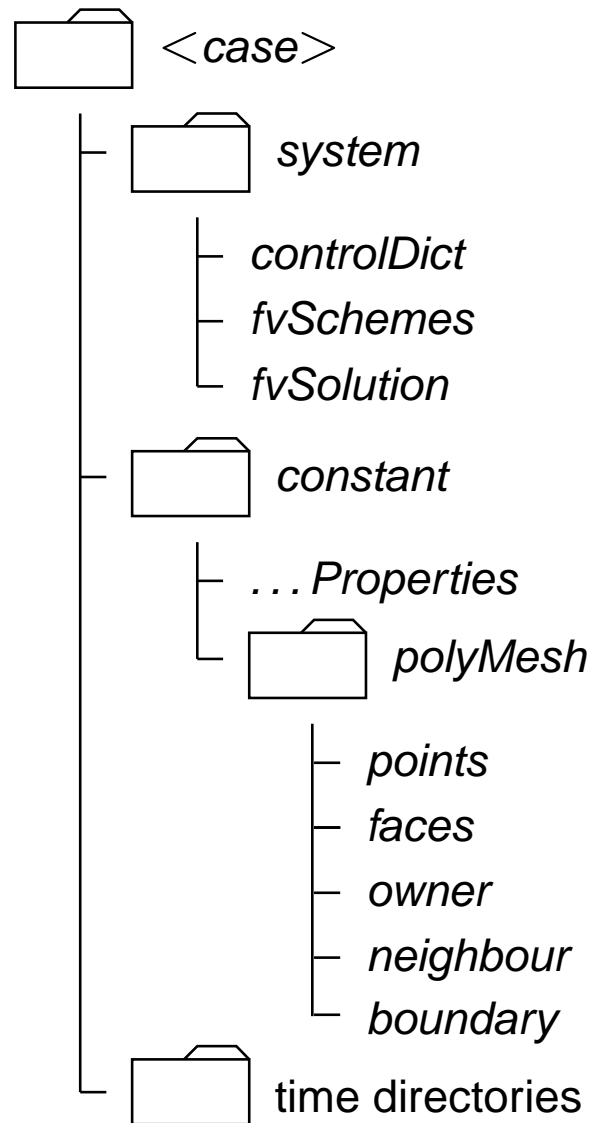 <case>
system
controlDict
fvSchemes
fvSolution
constant
...Properties
polyMesh
points
faces
owner
neighbour
boundary
time directories